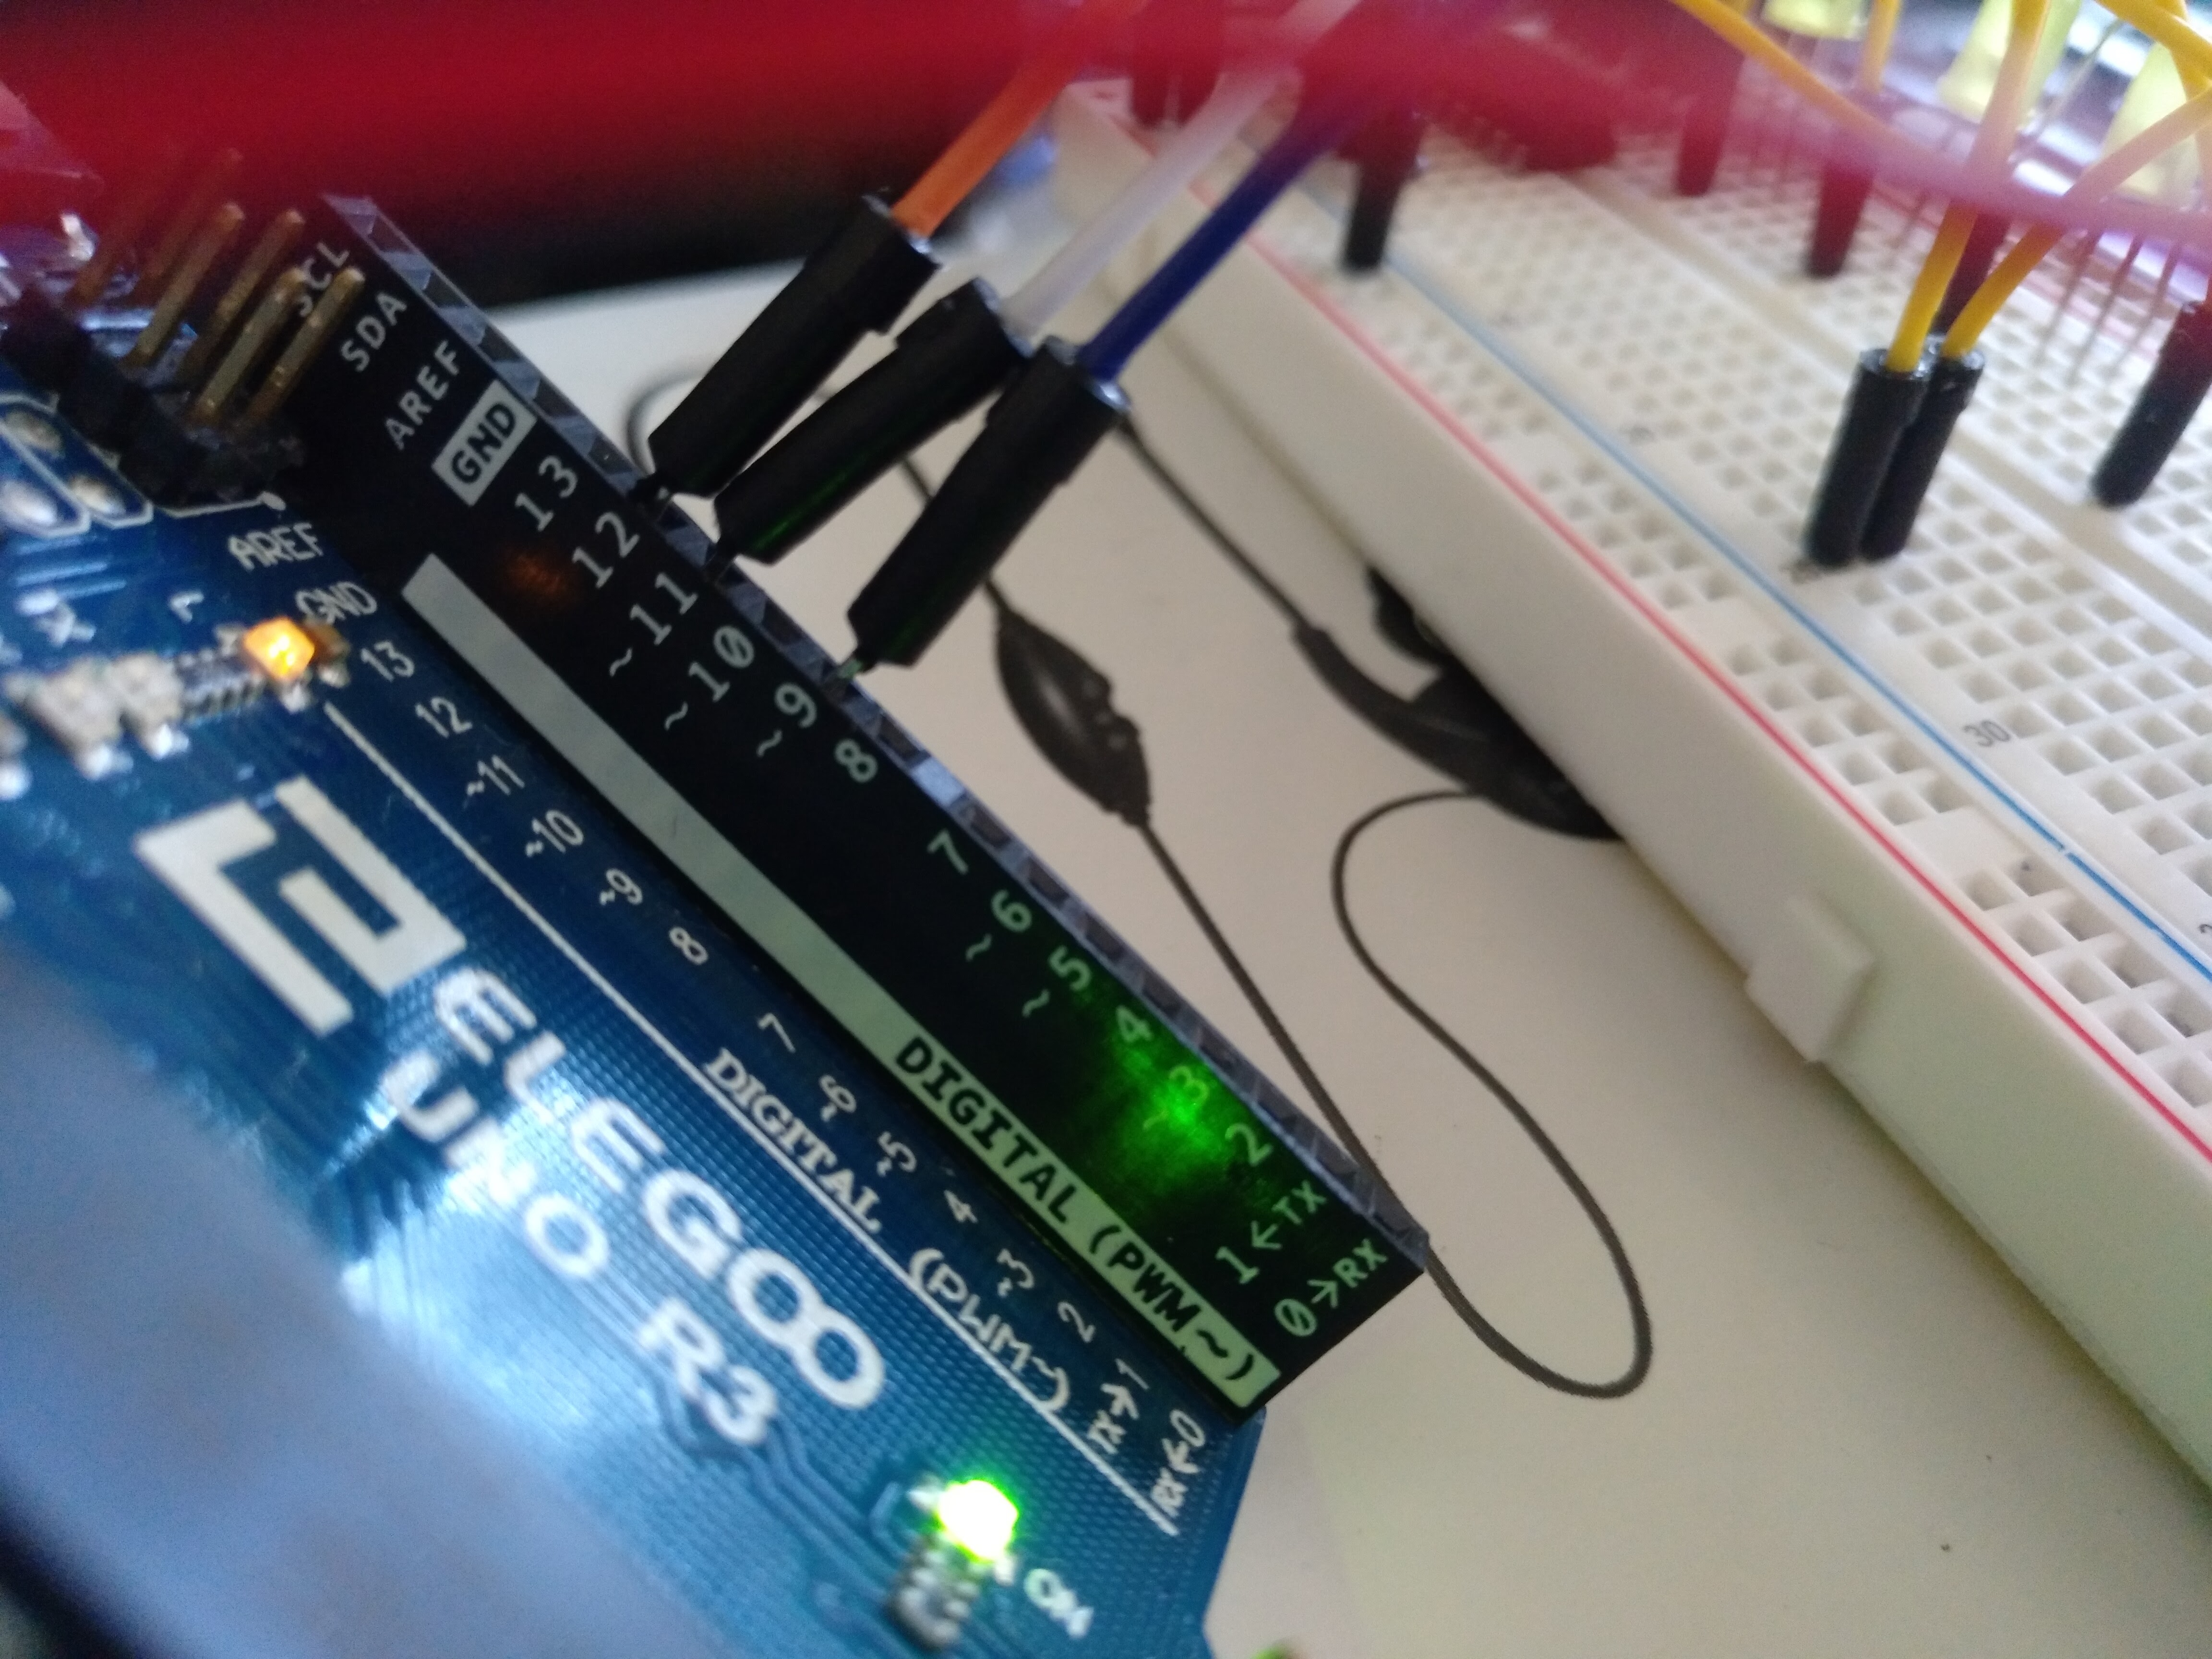 SCL
SDA
AREF
GND
13
12
~11
~10
~9
8
7
~6
~5
4
~3
2
1←TX
0→RX
DIGITAL (PWM~)
AREF
GND
13
12
~11
~10
~9
8
7
~6
~5
4
~3
2
TX→1
RX←0
DIGITAL (PWM~)
L
ELEGOO
UNO R3
ON
30